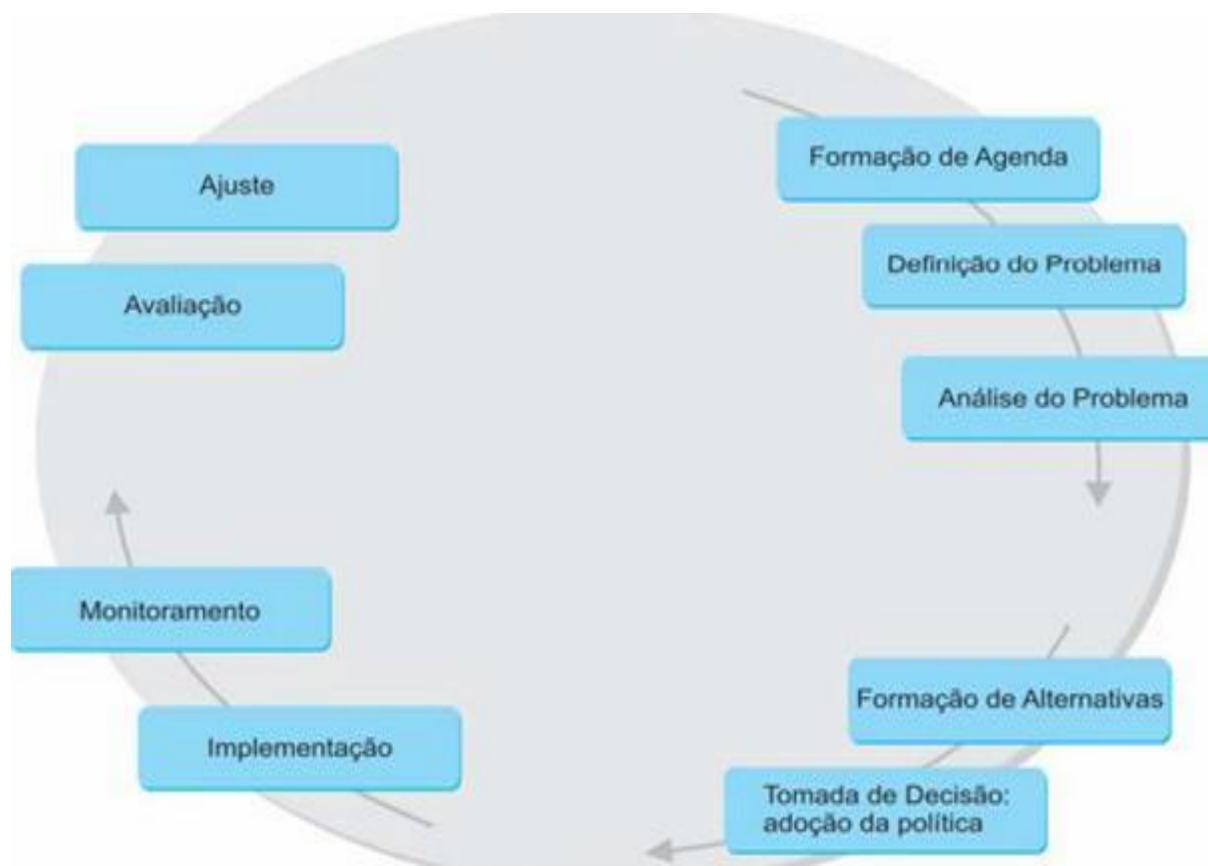 Formação de Agenda
Definição do Problema
Análise do Problema
Formação de Alternativas
Tomada de Decisão:
adoção da política
Implementação
Monitoramento
Avaliação
Ajuste